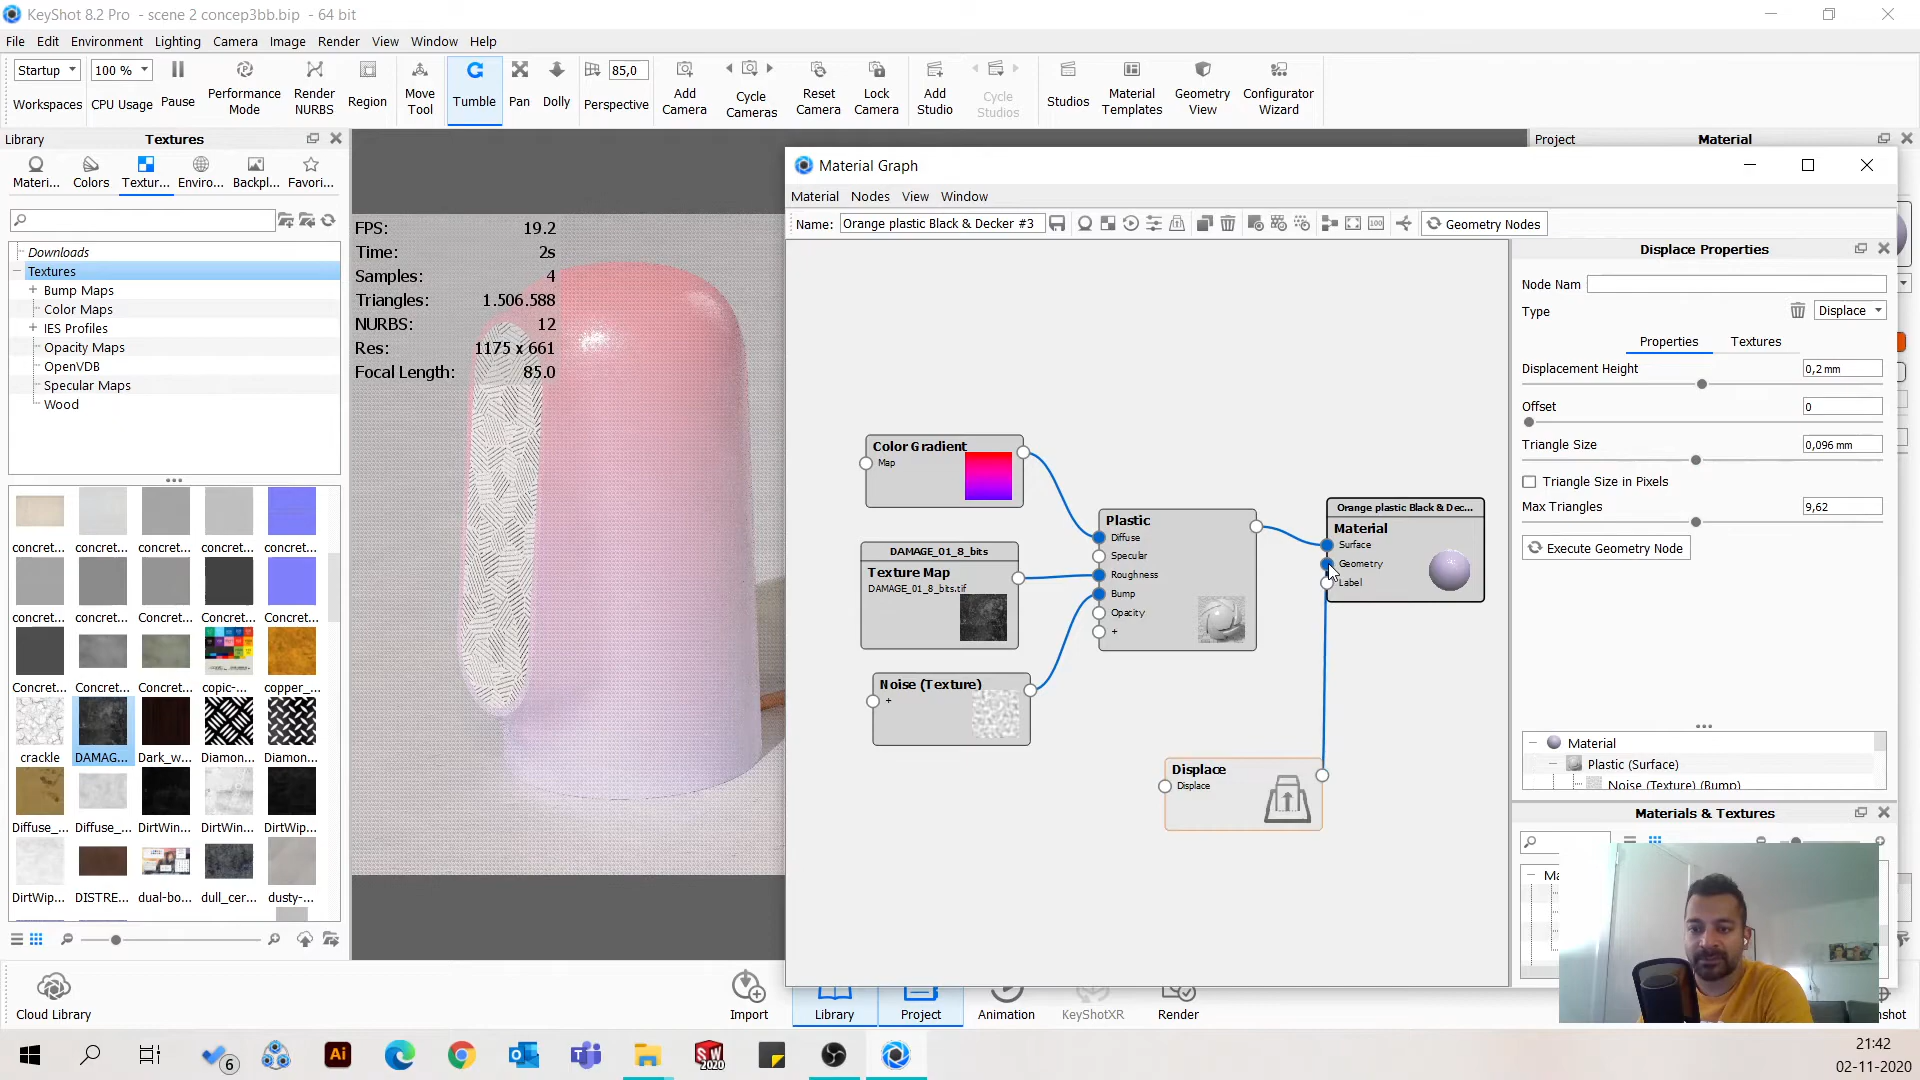 KeyShot 8.2 Pro - scene 2 concep3bb.bip - 64 bit
File Edit Environment Lighting Camera Image Render View Window Help
Startup 100 % 85,0
Workspaces CPU Usage Pause Performance Mode Render NURBS Region Move Tool Tumble Pan Dolly Perspective Add Camera Cycle Cameras Reset Camera Lock Camera Add Studio Cycle Studios Studios Material Templates Geometry View Configurator Wizard
Library Textures
Materi... Colors Textur... Enviro... Backpl... Favori...
Downloads
Textures
Bump Maps
Color Maps
IES Profiles
Opacity Maps
OpenVDB
Specular Maps
Wood
concret... concret... concret... concret... concret...
concret... concret... concret... Concret... Concret...
Concret... Concret... Concret... copic-... copper_...
crackle DAMAG... Dark_w... Diamon... Diamon...
Diffuse_... Diffuse_... DirtWin... DirtWin... DirtWip...
DirtWip... DISTRE... dual-bo... dull_cer... dusty-...
Cloud Library
FPS: 19.2
Time: 2s
Samples: 4
Triangles: 1.506.588
NURBS: 12
Res: 1175 x 661
Focal Length: 85.0
Project Material
Material Graph
Material Nodes View Window
Name: Orange plastic Black & Decker #3
100
Geometry Nodes
Color Gradient
Map
DAMAGE_01_8_bits
Texture Map
DAMAGE_01_8_bits.tif
Noise (Texture)
+
Plastic
Diffuse
Specular
Roughness
Bump
Opacity
+
Orange plastic Black & Dec...
Material
Surface
Geometry
Label
Displace
Displace
Displace Properties
Node Nam
Type Displace
Properties Textures
Displacement Height 0,2 mm
Offset 0
Triangle Size 0,096 mm
Triangle Size in Pixels
Max Triangles 9,62
Execute Geometry Node
Material
Plastic (Surface)
Noise (Texture) (Bump)
Materials & Textures
Ma
Import Library Project Animation KeyShotXR Render
6
Ai
SW
2020
21:42
02-11-2020